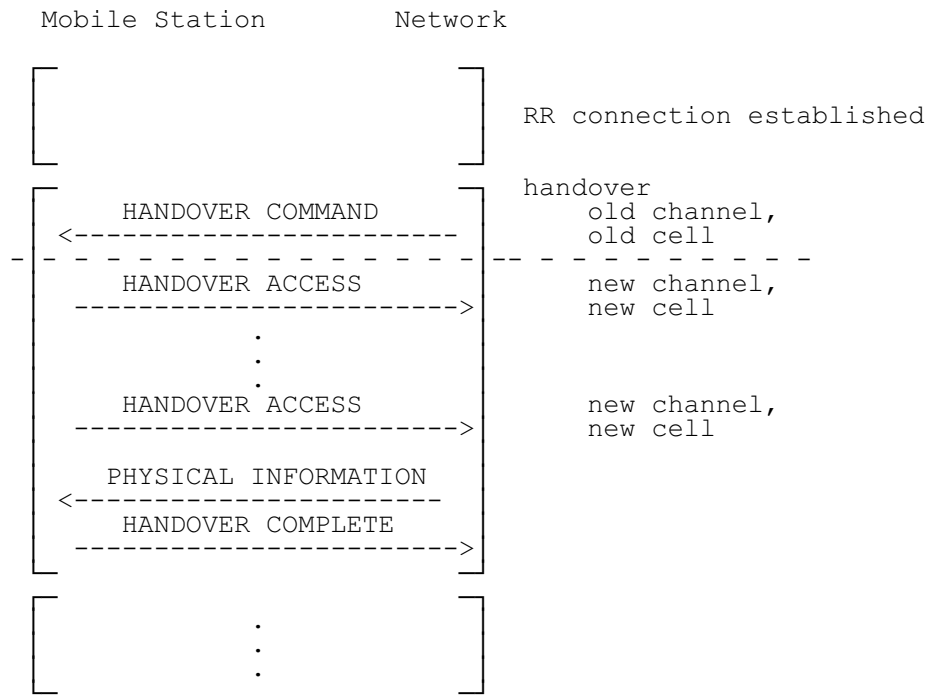 Mobile Station Network
RR connection established
handover
HANDOVER COMMAND old channel,
<------------------------ old cell
- - - - - - - - - - - - - - - -- - - - - - - - - - -
HANDOVER ACCESS new channel,
------------------------> new cell
.
.
.
HANDOVER ACCESS new channel,
------------------------> new cell
PHYSICAL INFORMATION
<-----------------------
HANDOVER COMPLETE
------------------------>
.
.
.